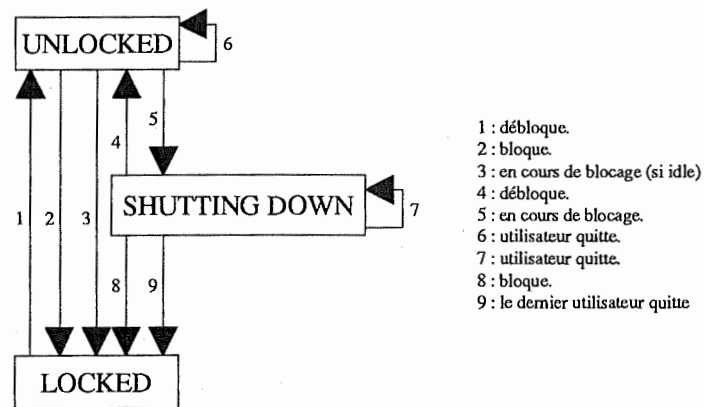 UNLOCKED
6
5
4
1 : débloque.
2 : bloque.
3 : en cours de blocage (si idle)
4 : débloque.
5 : en cours de blocage.
6 : utilisateur quitte.
7 : utilisateur quitte.
8 : bloque.
9 : le dernier utilisateur quitte
SHUTTING DOWN
7
1
2
3
8
9
LOCKED